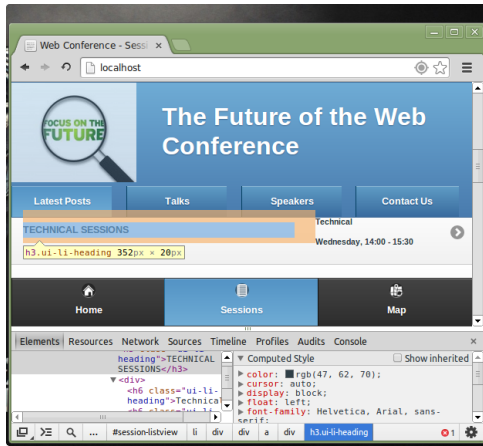 Web Conference - Sessi
localhost
FOCUS ON THE
FUTURE
The Future of the Web
Conference
Latest Posts
Talks
Speakers
Contact Us
TECHNICAL SESSIONS
Technical
Wednesday, 14:00 - 15:30
h3.ui-li-heading 352px × 20px
Home
Sessions
Map
Elements Resources Network Sources Timeline Profiles Audits Console
heading">TECHNICAL
SESSIONS</h3>
▼<div>
<h6 class="ui-li-
heading">Technical
▼ Computed Style
Show inherited
color: rgb(47, 62, 70);
cursor: auto;
display: block;
float: left;
font-family: Helvetica, Arial, sans-
serif;
... #session-listview li div div a div h3.ui-li-heading
1